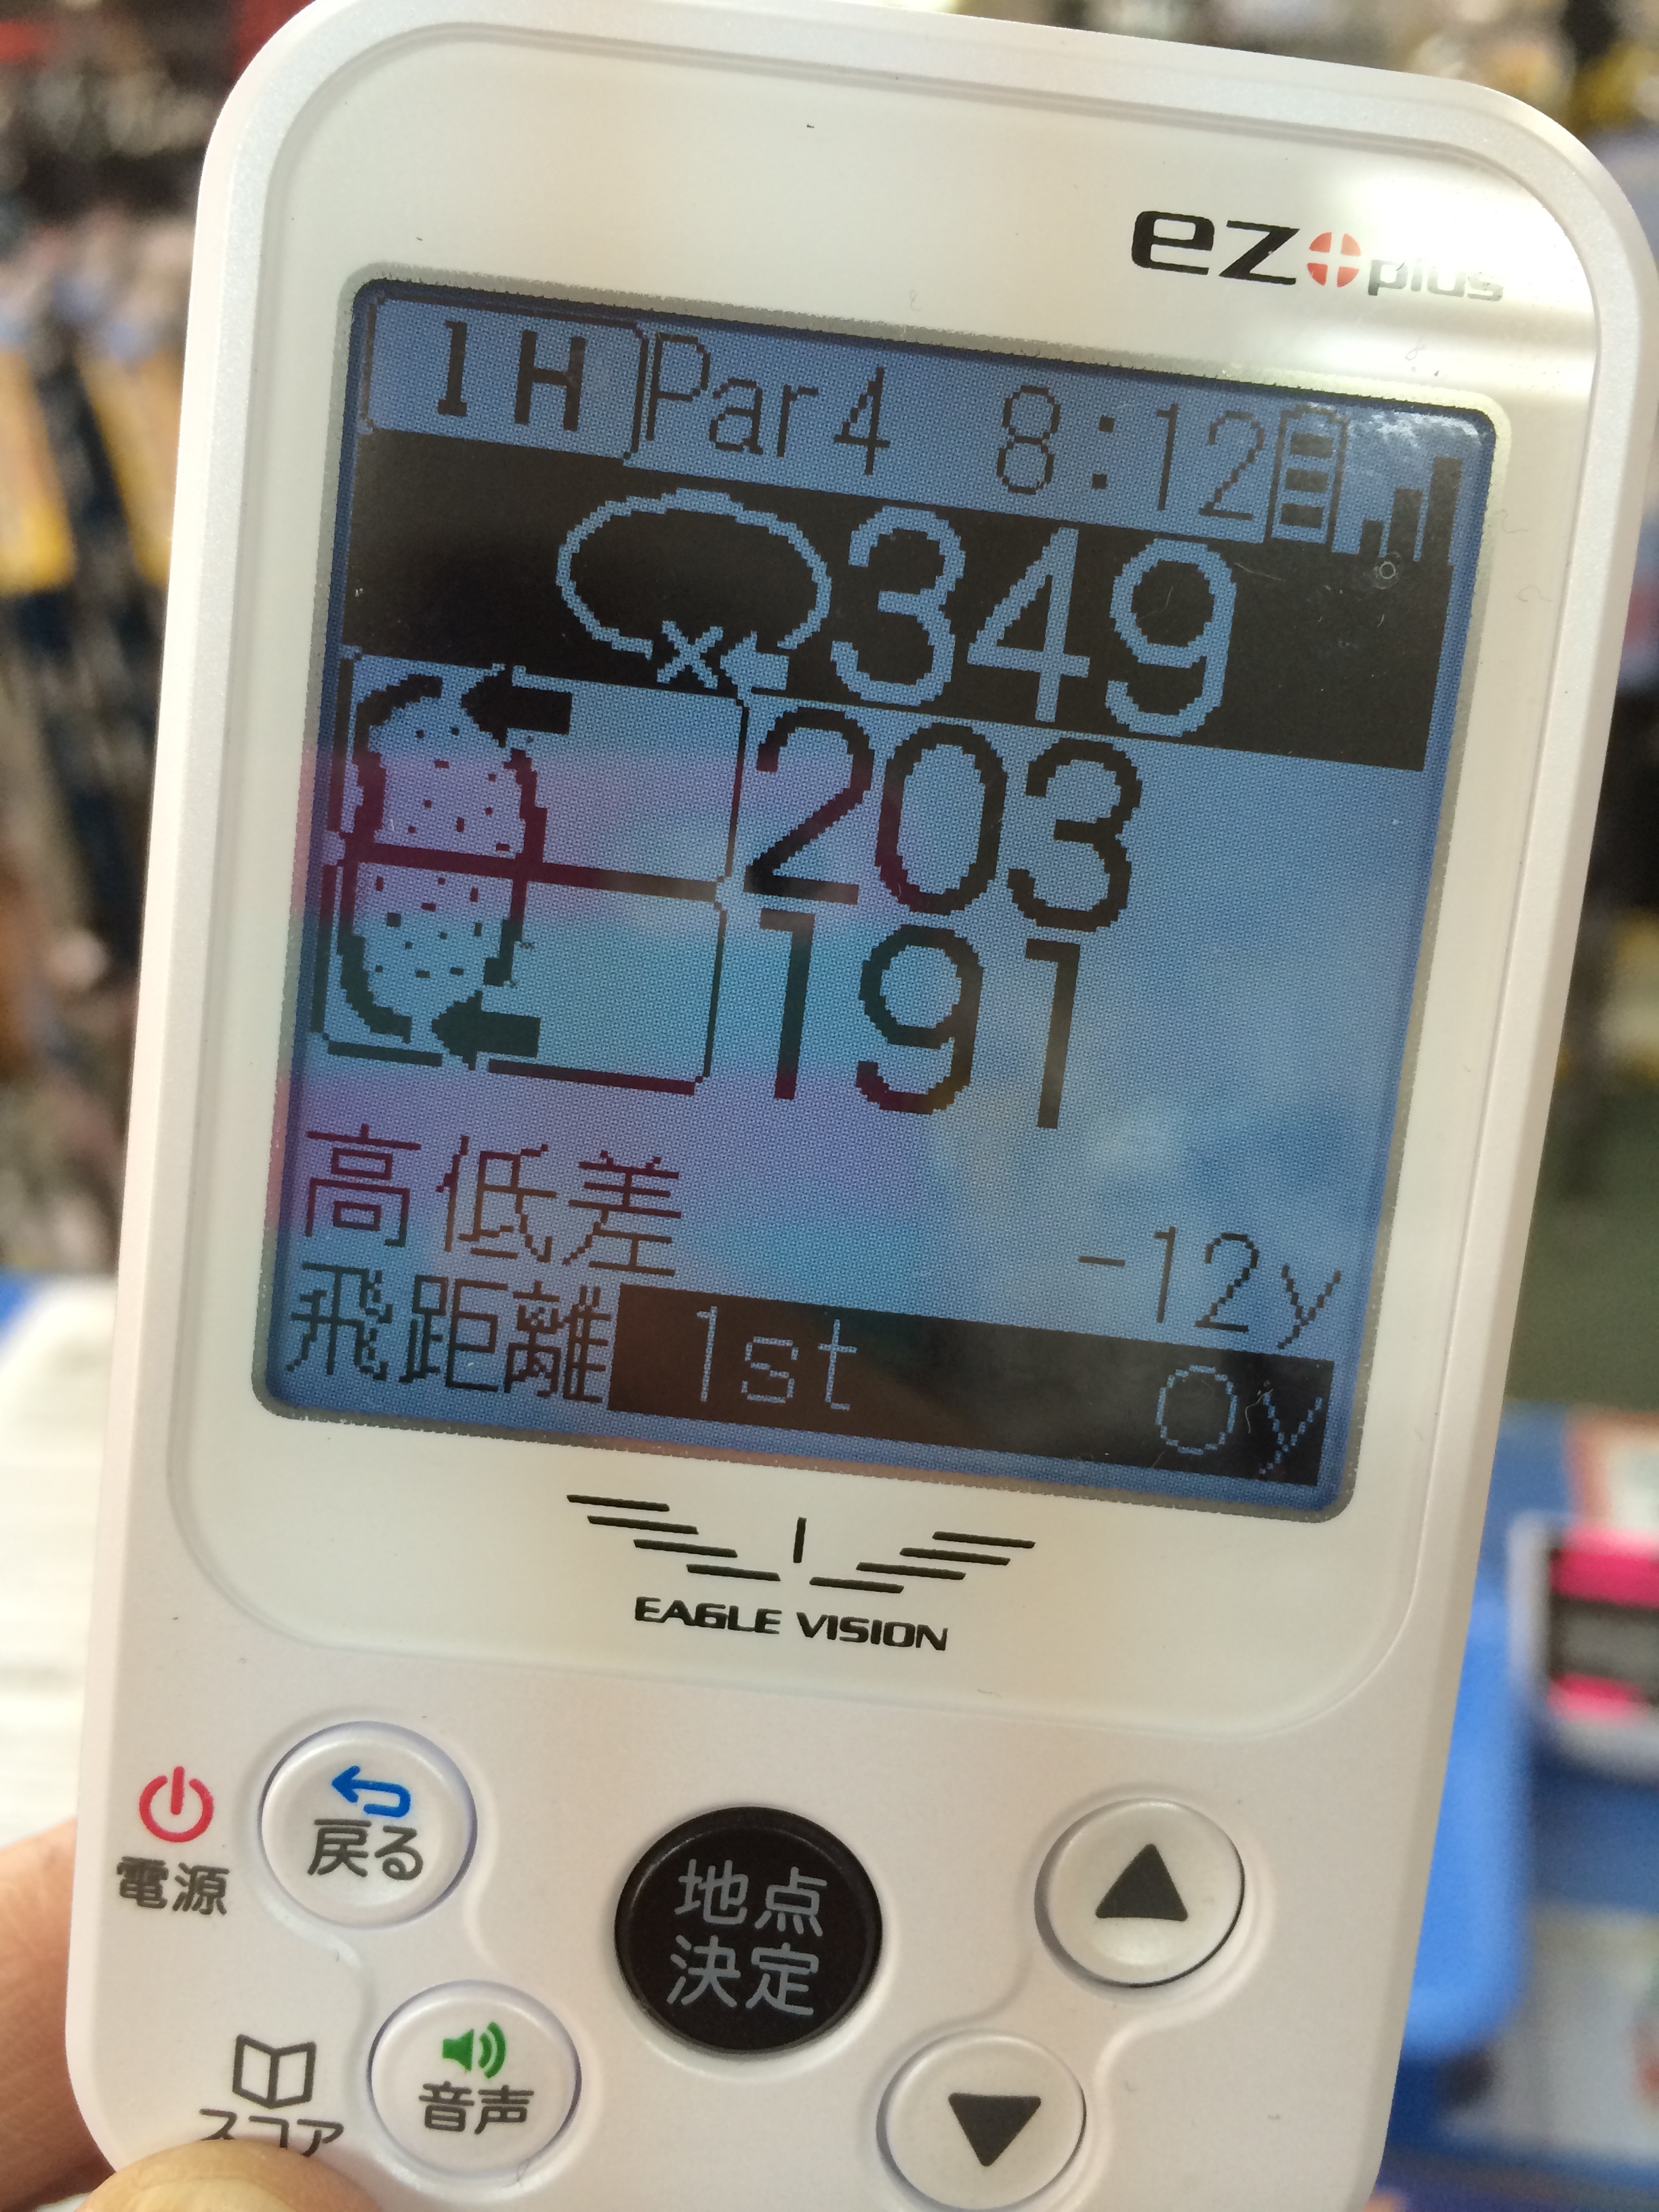 ez plus
1H Par4 8:12
349
203
191
高低差 -12y
飛距離 1st 0y
EAGLE VISION
電源
戻る
地点
決定
音声
スコア